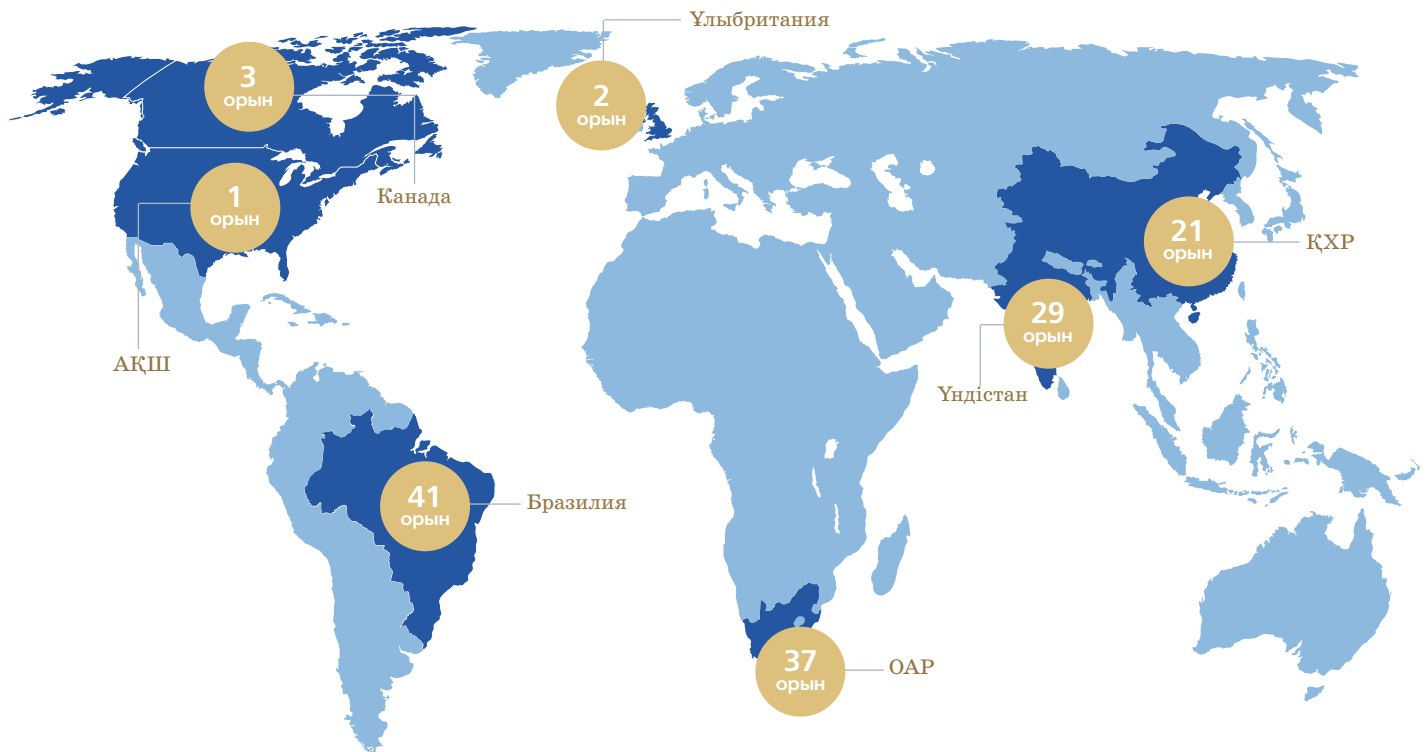 Ұлыбритания
3
орын
2
орын
Канада
1
орын
21
орын
ҚХР
29
орын
АҚШ
Үндістан
41
орын
Бразилия
37
орын
ОАР